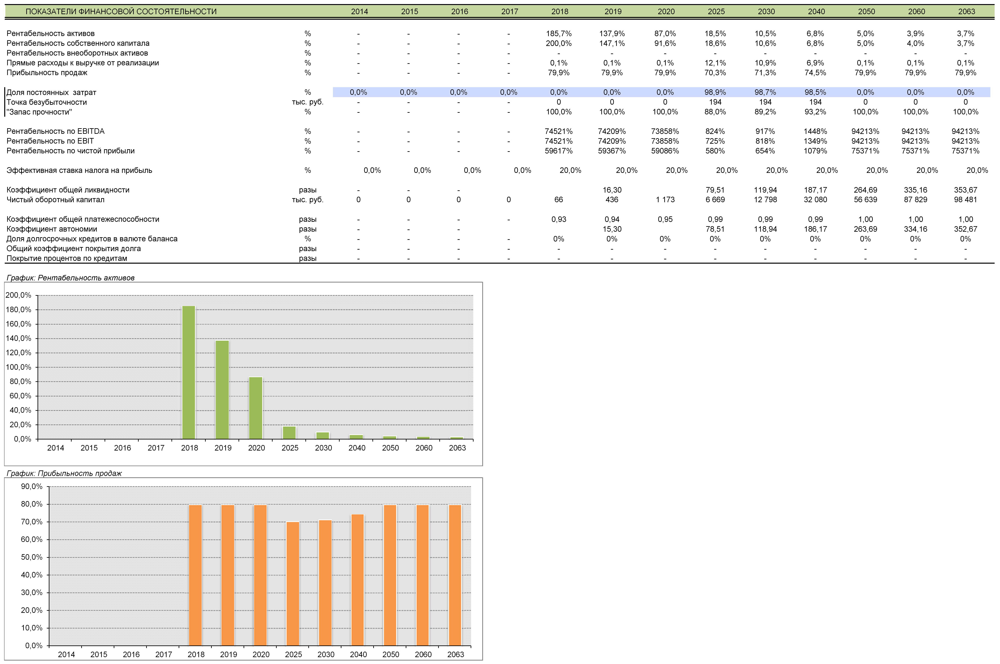 ПОКАЗАТЕЛИ ФИНАНСОВОЙ СОСТОЯТЕЛЬНОСТИ 2014 2015 2016 2017 2018 2019 2020 2025 2030 2040 2050 2060 2063
Рентабельность активов % - - - - 185,7% 137,9% 87,0% 18,5% 10,5% 6,8% 5,0% 3,9% 3,7%
Рентабельность собственного капитала % - - - - 200,0% 147,1% 91,6% 18,6% 10,6% 6,8% 5,0% 4,0% 3,7%
Рентабельность внеоборотных активов % - - - - - - - - - - - - -
Прямые расходы к выручке от реализации % - - - - 0,1% 0,1% 0,1% 12,1% 10,9% 6,9% 0,1% 0,1% 0,1%
Прибыльность продаж % - - - - 79,9% 79,9% 79,9% 70,3% 71,3% 74,5% 79,9% 79,9% 79,9%
Доля постоянных затрат % 0,0% 0,0% 0,0% 0,0% 0,0% 0,0% 0,0% 98,9% 98,7% 98,5% 0,0% 0,0% 0,0%
Точка безубыточности тыс. руб. - - - - 0 0 0 194 194 194 0 0 0
"Запас прочности" % - - - - 100,0% 100,0% 100,0% 88,0% 89,2% 93,2% 100,0% 100,0% 100,0%
Рентабельность по EBITDA % - - - - 74521% 74209% 73858% 824% 917% 1448% 94213% 94213% 94213%
Рентабельность по EBIT % - - - - 74521% 74209% 73858% 725% 818% 1349% 94213% 94213% 94213%
Рентабельность по чистой прибыли % - - - - 59617% 59367% 59086% 580% 654% 1079% 75371% 75371% 75371%
Эффективная ставка налога на прибыль % 0,0% 0,0% 0,0% 0,0% 20,0% 20,0% 20,0% 20,0% 20,0% 20,0% 20,0% 20,0% 20,0%
Коэффициент общей ликвидности разы - - - 16,30 79,51 119,94 187,17 264,69 335,16 353,67
Чистый оборотный капитал тыс. руб. 0 0 0 0 66 436 1 173 6 669 12 798 32 080 56 639 87 829 98 481
Коэффициент общей платежеспособности разы - - - - 0,93 0,94 0,95 0,99 0,99 0,99 1,00 1,00 1,00
Коэффициент автономии разы - - - 15,30 78,51 118,94 186,17 263,69 334,16 352,67
Доля долгосрочных кредитов в валюте баланса % - - - - 0% 0% 0% 0% 0% 0% 0% 0% 0%
Общий коэффициент покрытия долга разы - - - - - - - - - - - - -
Покрытие процентов по кредитам разы - - - - - - - - - - - - -
График: Рентабельность активов
200,0%
180,0%
160,0%
140,0%
120,0%
100,0%
80,0%
60,0%
40,0%
20,0%
0,0%
2014 2015 2016 2017 2018 2019 2020 2025 2030 2040 2050 2060 2063
График: Прибыльность продаж
90,0%
80,0%
70,0%
60,0%
50,0%
40,0%
30,0%
20,0%
10,0%
0,0%
2014 2015 2016 2017 2018 2019 2020 2025 2030 2040 2050 2060 2063